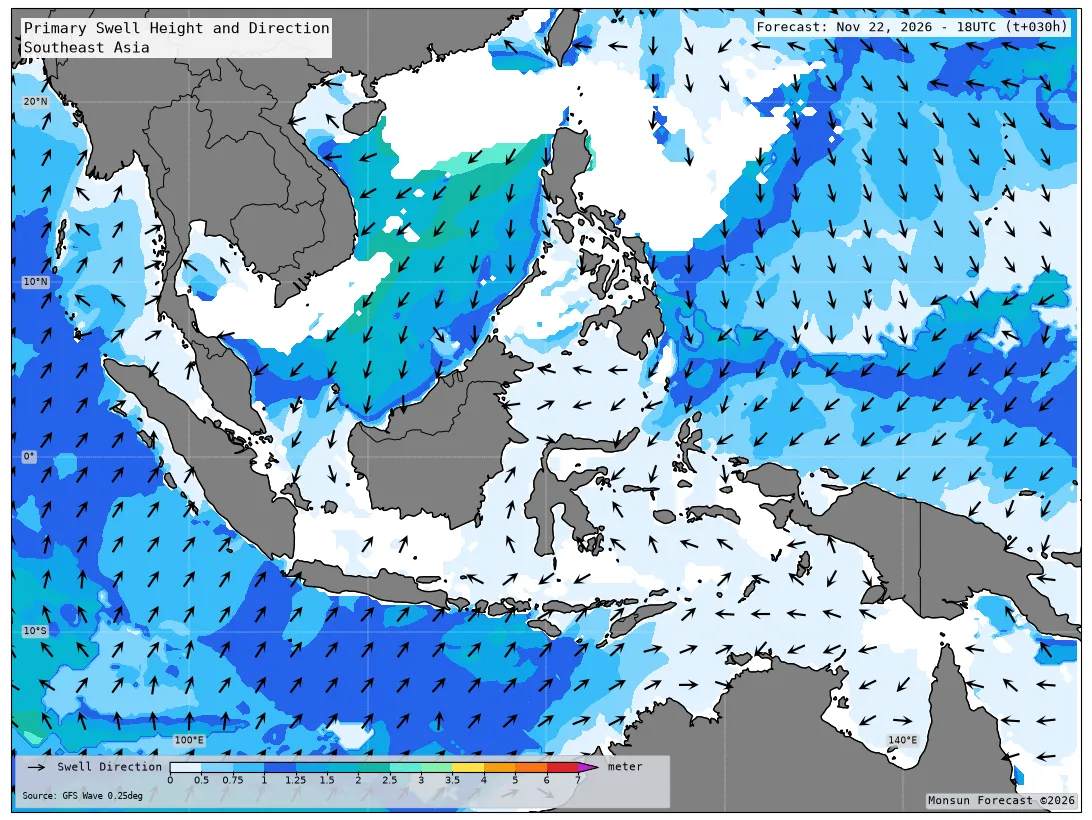 Primary Swell Height and Direction
Southeast Asia
Forecast: Nov 22, 2026 - 18UTC (t+030h)
20°N
10°N
0°
10°S
100°E
140°E
Swell Direction
0 0.5 0.75 1 1.25 1.5 2 2.5 3 3.5 4 5 6 7
meter
Source: GFS Wave 0.25deg
Monsun Forecast ©2026